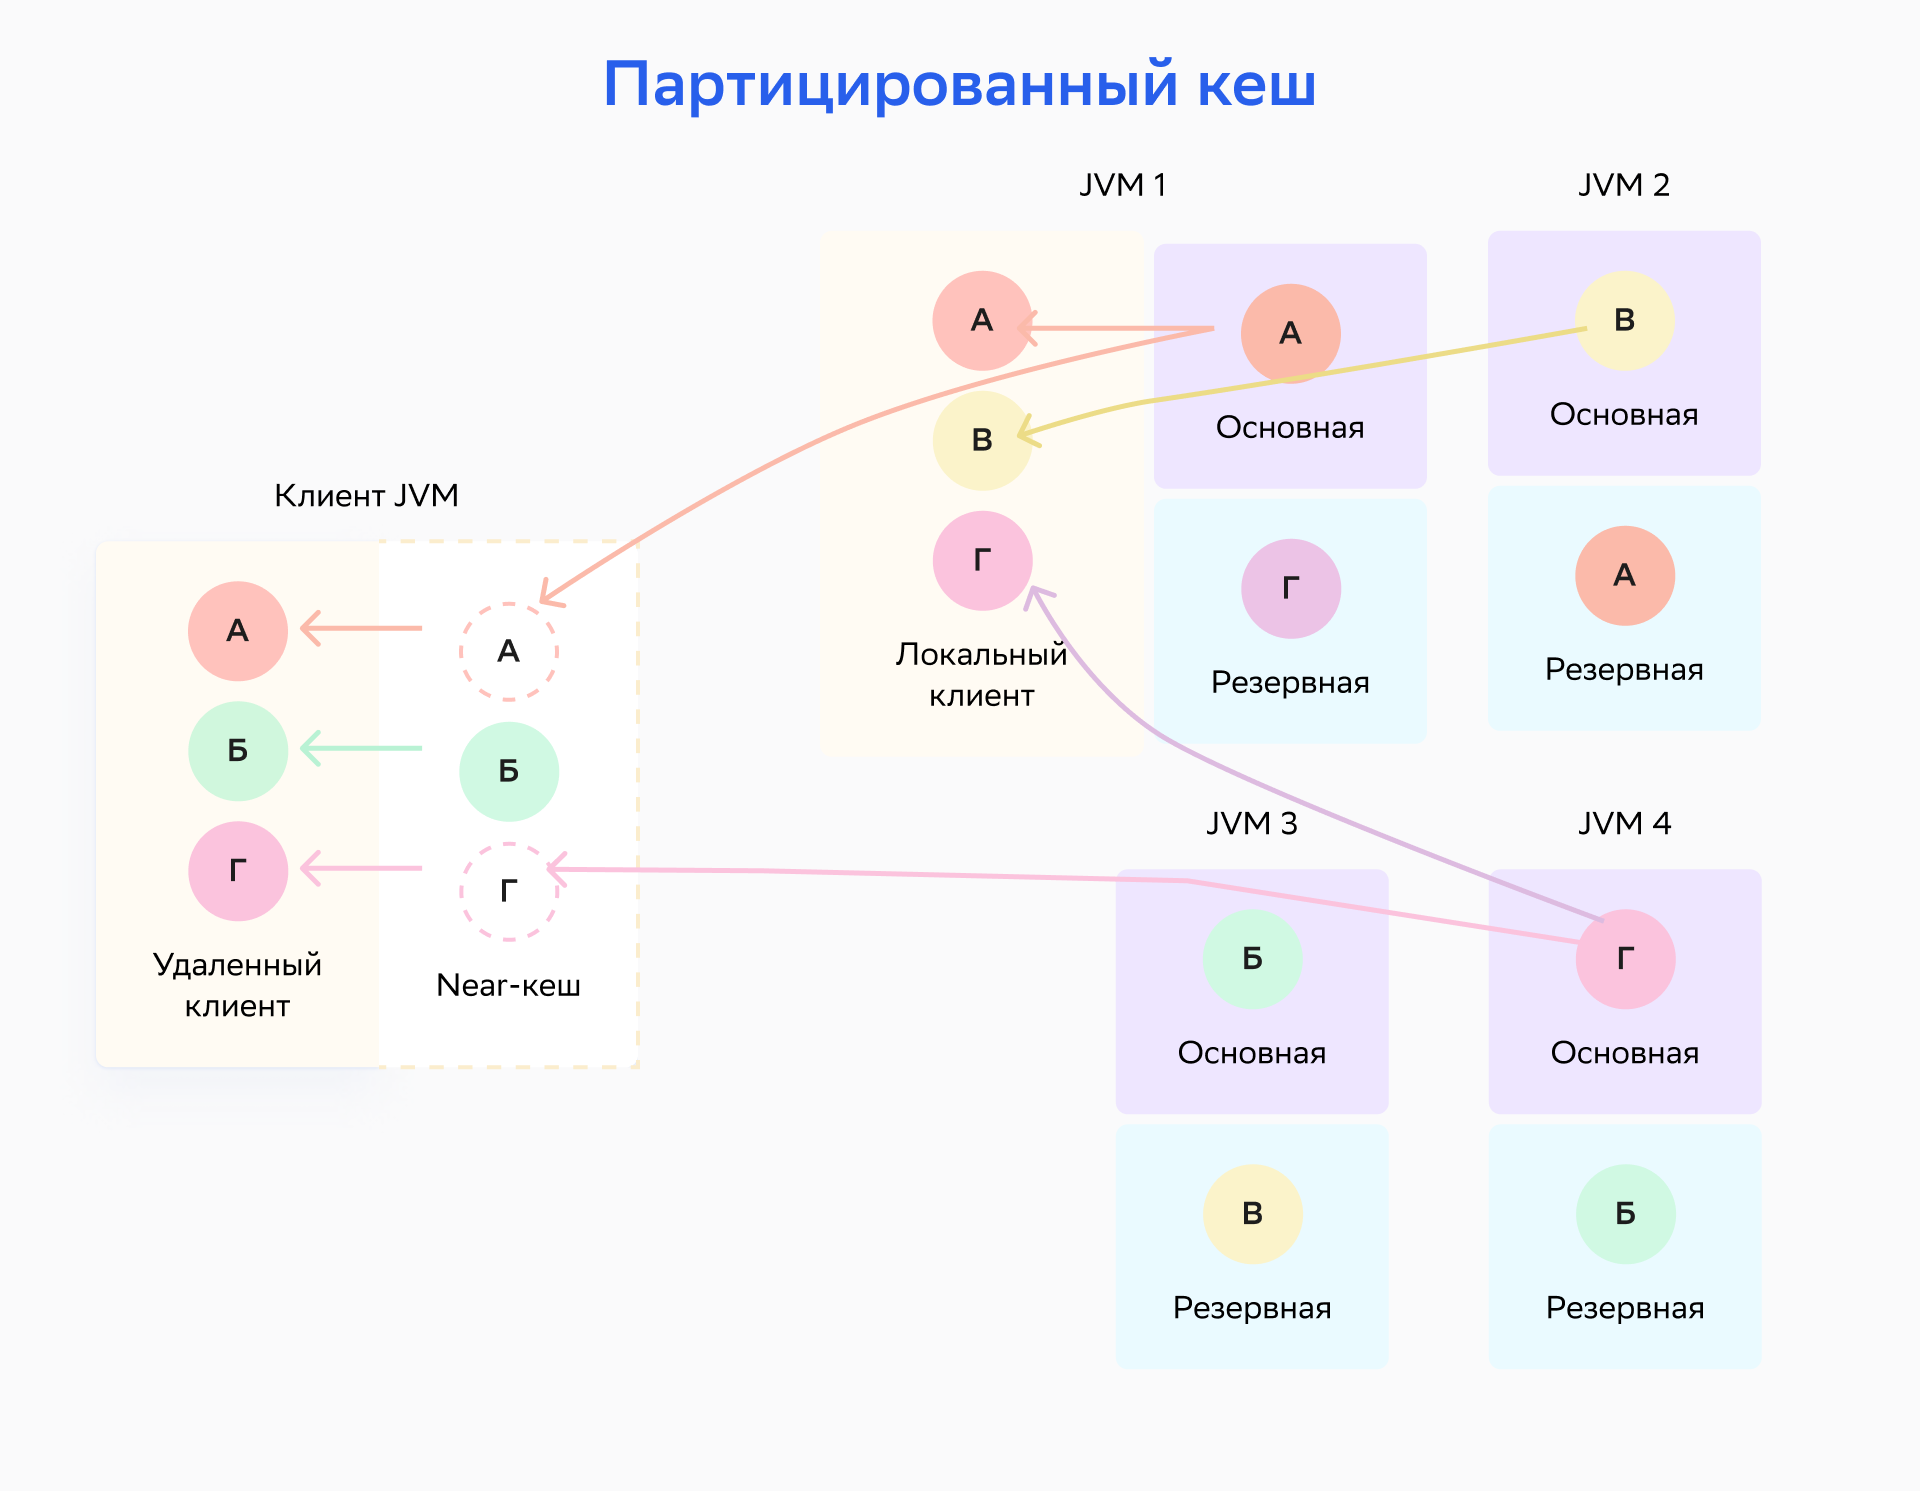 Партицированный кеш
JVM 1
JVM 2
А
А
В
Основная
Основная
В
Г
Локальный
клиент
Г
Резервная
А
Резервная
Клиент JVM
А
Б
Г
Удаленный
клиент
А
Б
Г
Near-кеш
JVM 3
JVM 4
Б
Основная
Г
Основная
В
Резервная
Б
Резервная